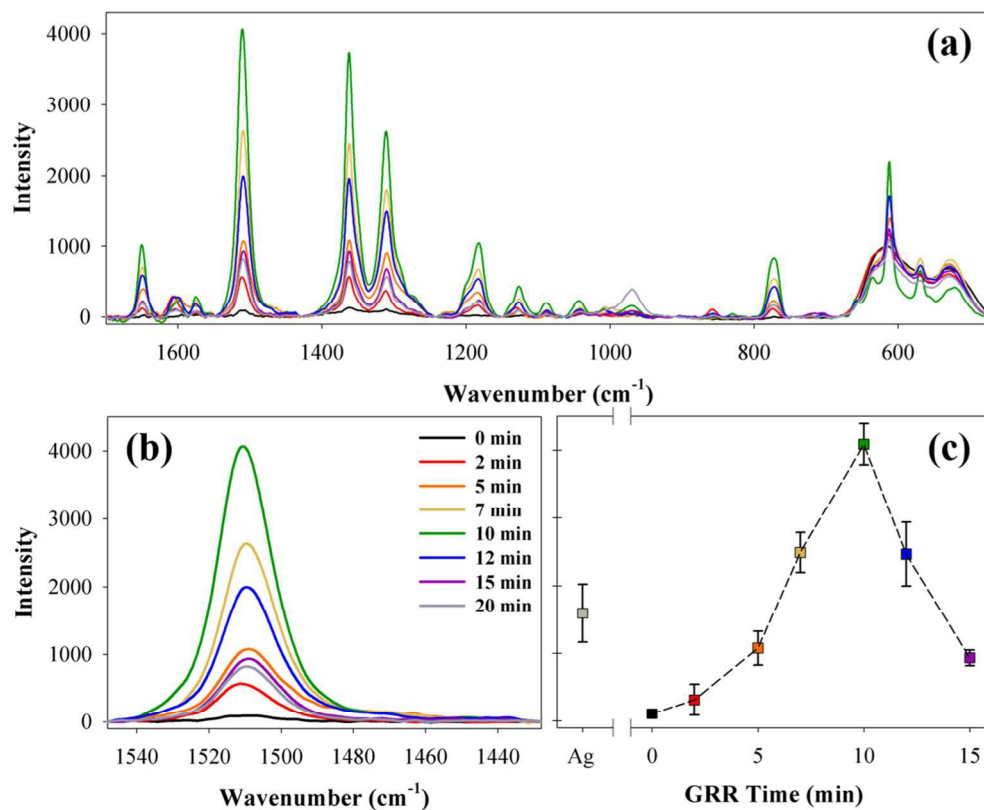 (a)
4000
3000
2000
1000
0
Intensity
1600 1400 1200 1000 800 600
Wavenumber (cm⁻¹)
(b)
4000
3000
2000
1000
0
Intensity
0 min
2 min
5 min
7 min
10 min
12 min
15 min
20 min
1540 1520 1500 1480 1460 1440
Wavenumber (cm⁻¹)
(c)
Ag 0 5 10 15
GRR Time (min)